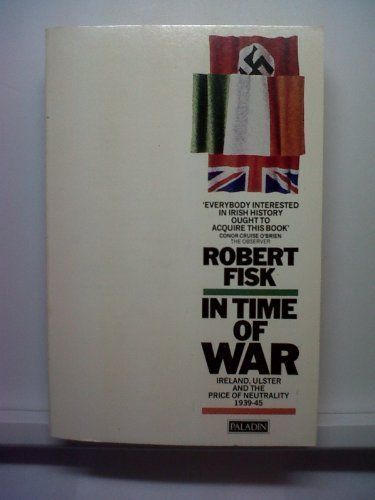 'EVERYBODY INTERESTED
IN IRISH HISTORY
OUGHT TO
ACQUIRE THIS BOOK'
CONOR CRUISE O'BRIEN
THE OBSERVER
ROBERT
FISK
IN TIME
OF
WAR
IRELAND, ULSTER
AND THE
PRICE OF NEUTRALITY
1939-45
PALADIN